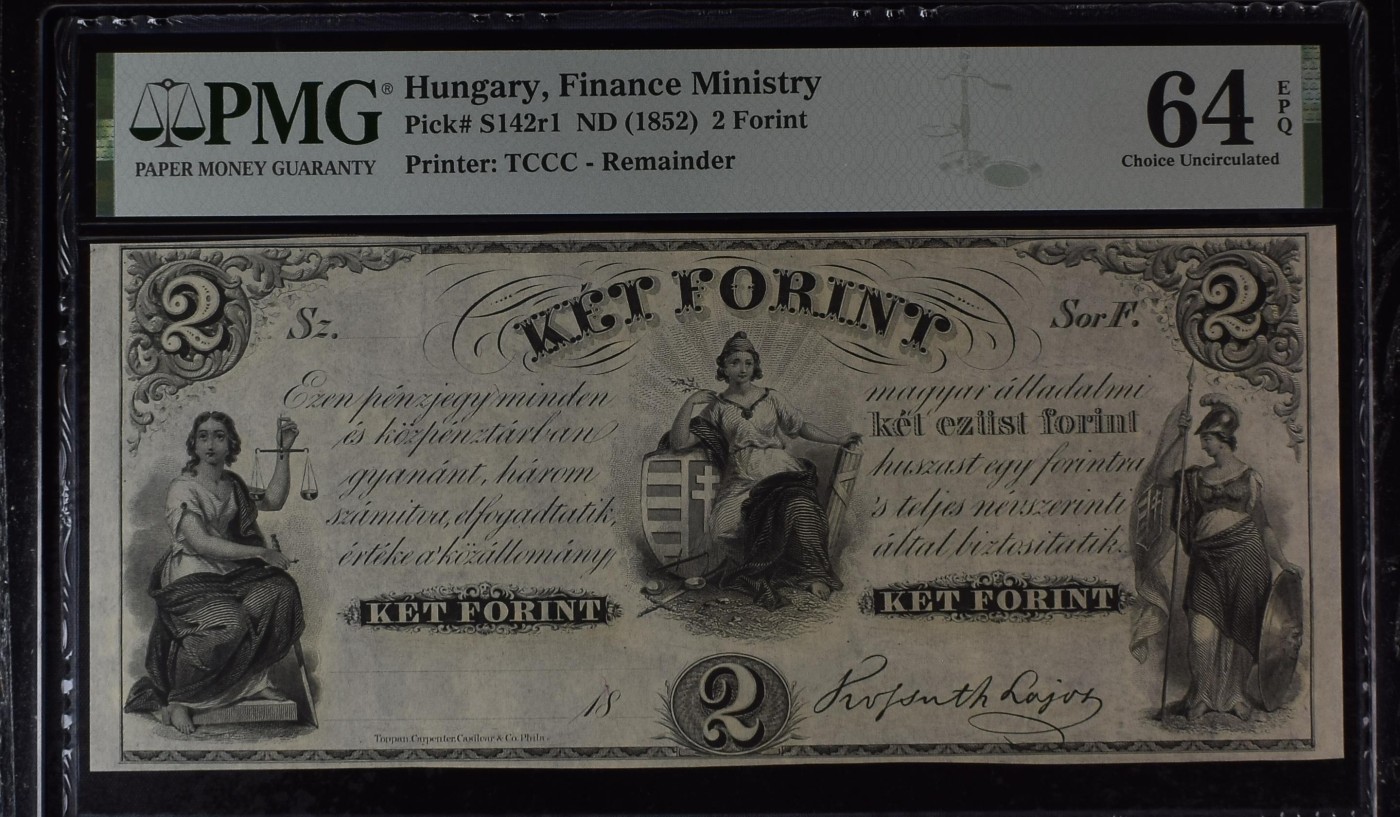 PMG®
PAPER MONEY GUARANTY
Hungary, Finance Ministry
Pick# S142r1 ND (1852) 2 Forint
Printer: TCCC - Remainder
64 EPQ
Choice Uncirculated
2 KÉT FORINT 2
Sz. Sor F.
Ezen pénzjegy minden magyar álladalmi
és közpénztárban két ezüst forint
gyanánt, három huszast egy forintra
számitva, elfogadtatik, 's teljes névszerinti
értéke a közállomány által biztosittatik.
KÉT FORINT KÉT FORINT
18 2 Kossuth Lajos
Toppan, Carpenter, Casilear & Co. Phila.